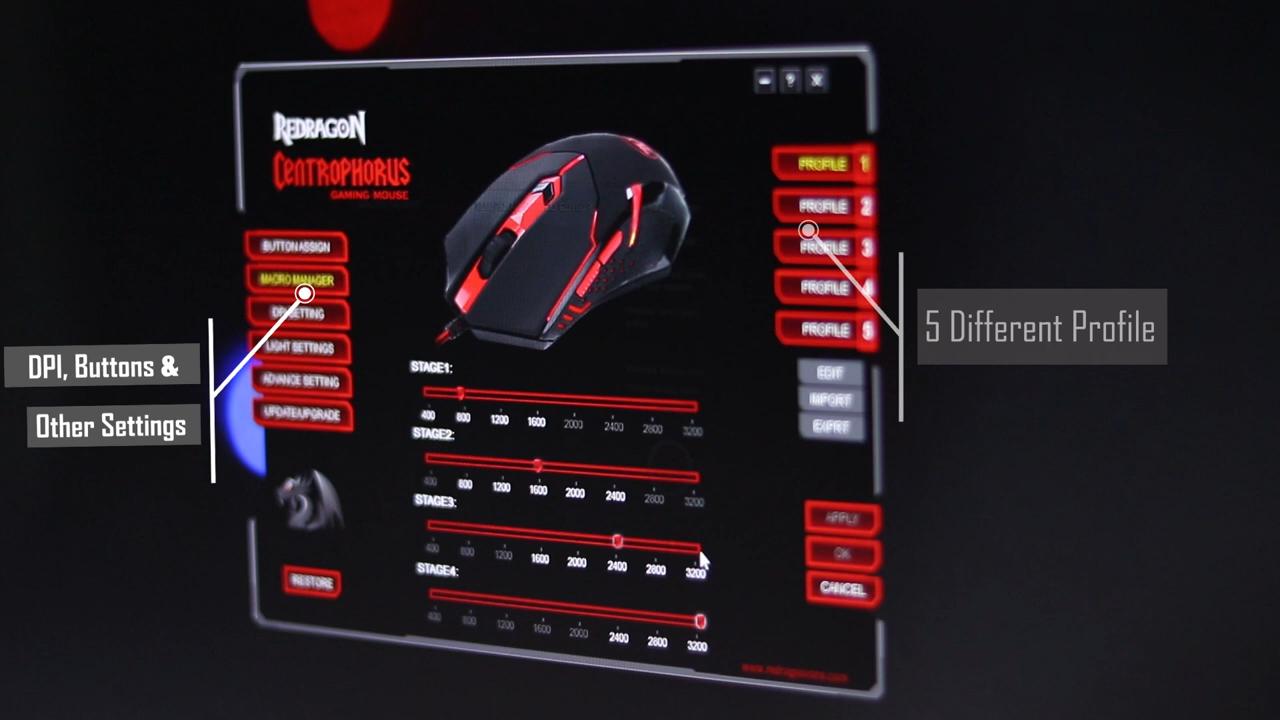 REDRAGON
CENTROPHORUS
GAMING MOUSE
BUTTON ASSIGN
MACRO MANAGER
DPI SETTING
LIGHT SETTINGS
ADVANCE SETTING
UPDATE/UPGRADE
RESTORE
DPI, Buttons &
Other Settings
STAGE1:
400 800 1200 1600 2000 2400 2800 3200
STAGE2:
400 800 1200 1600 2000 2400 2800 3200
STAGE3:
400 800 1200 1600 2000 2400 2800 3200
STAGE4:
400 800 1200 1600 2000 2400 2800 3200
?
X
PROFILE 1
PROFILE 2
PROFILE 3
PROFILE 4
PROFILE 5
EDIT
IMPORT
EXPRT
APPLY
OK
CANCEL
5 Different Profile